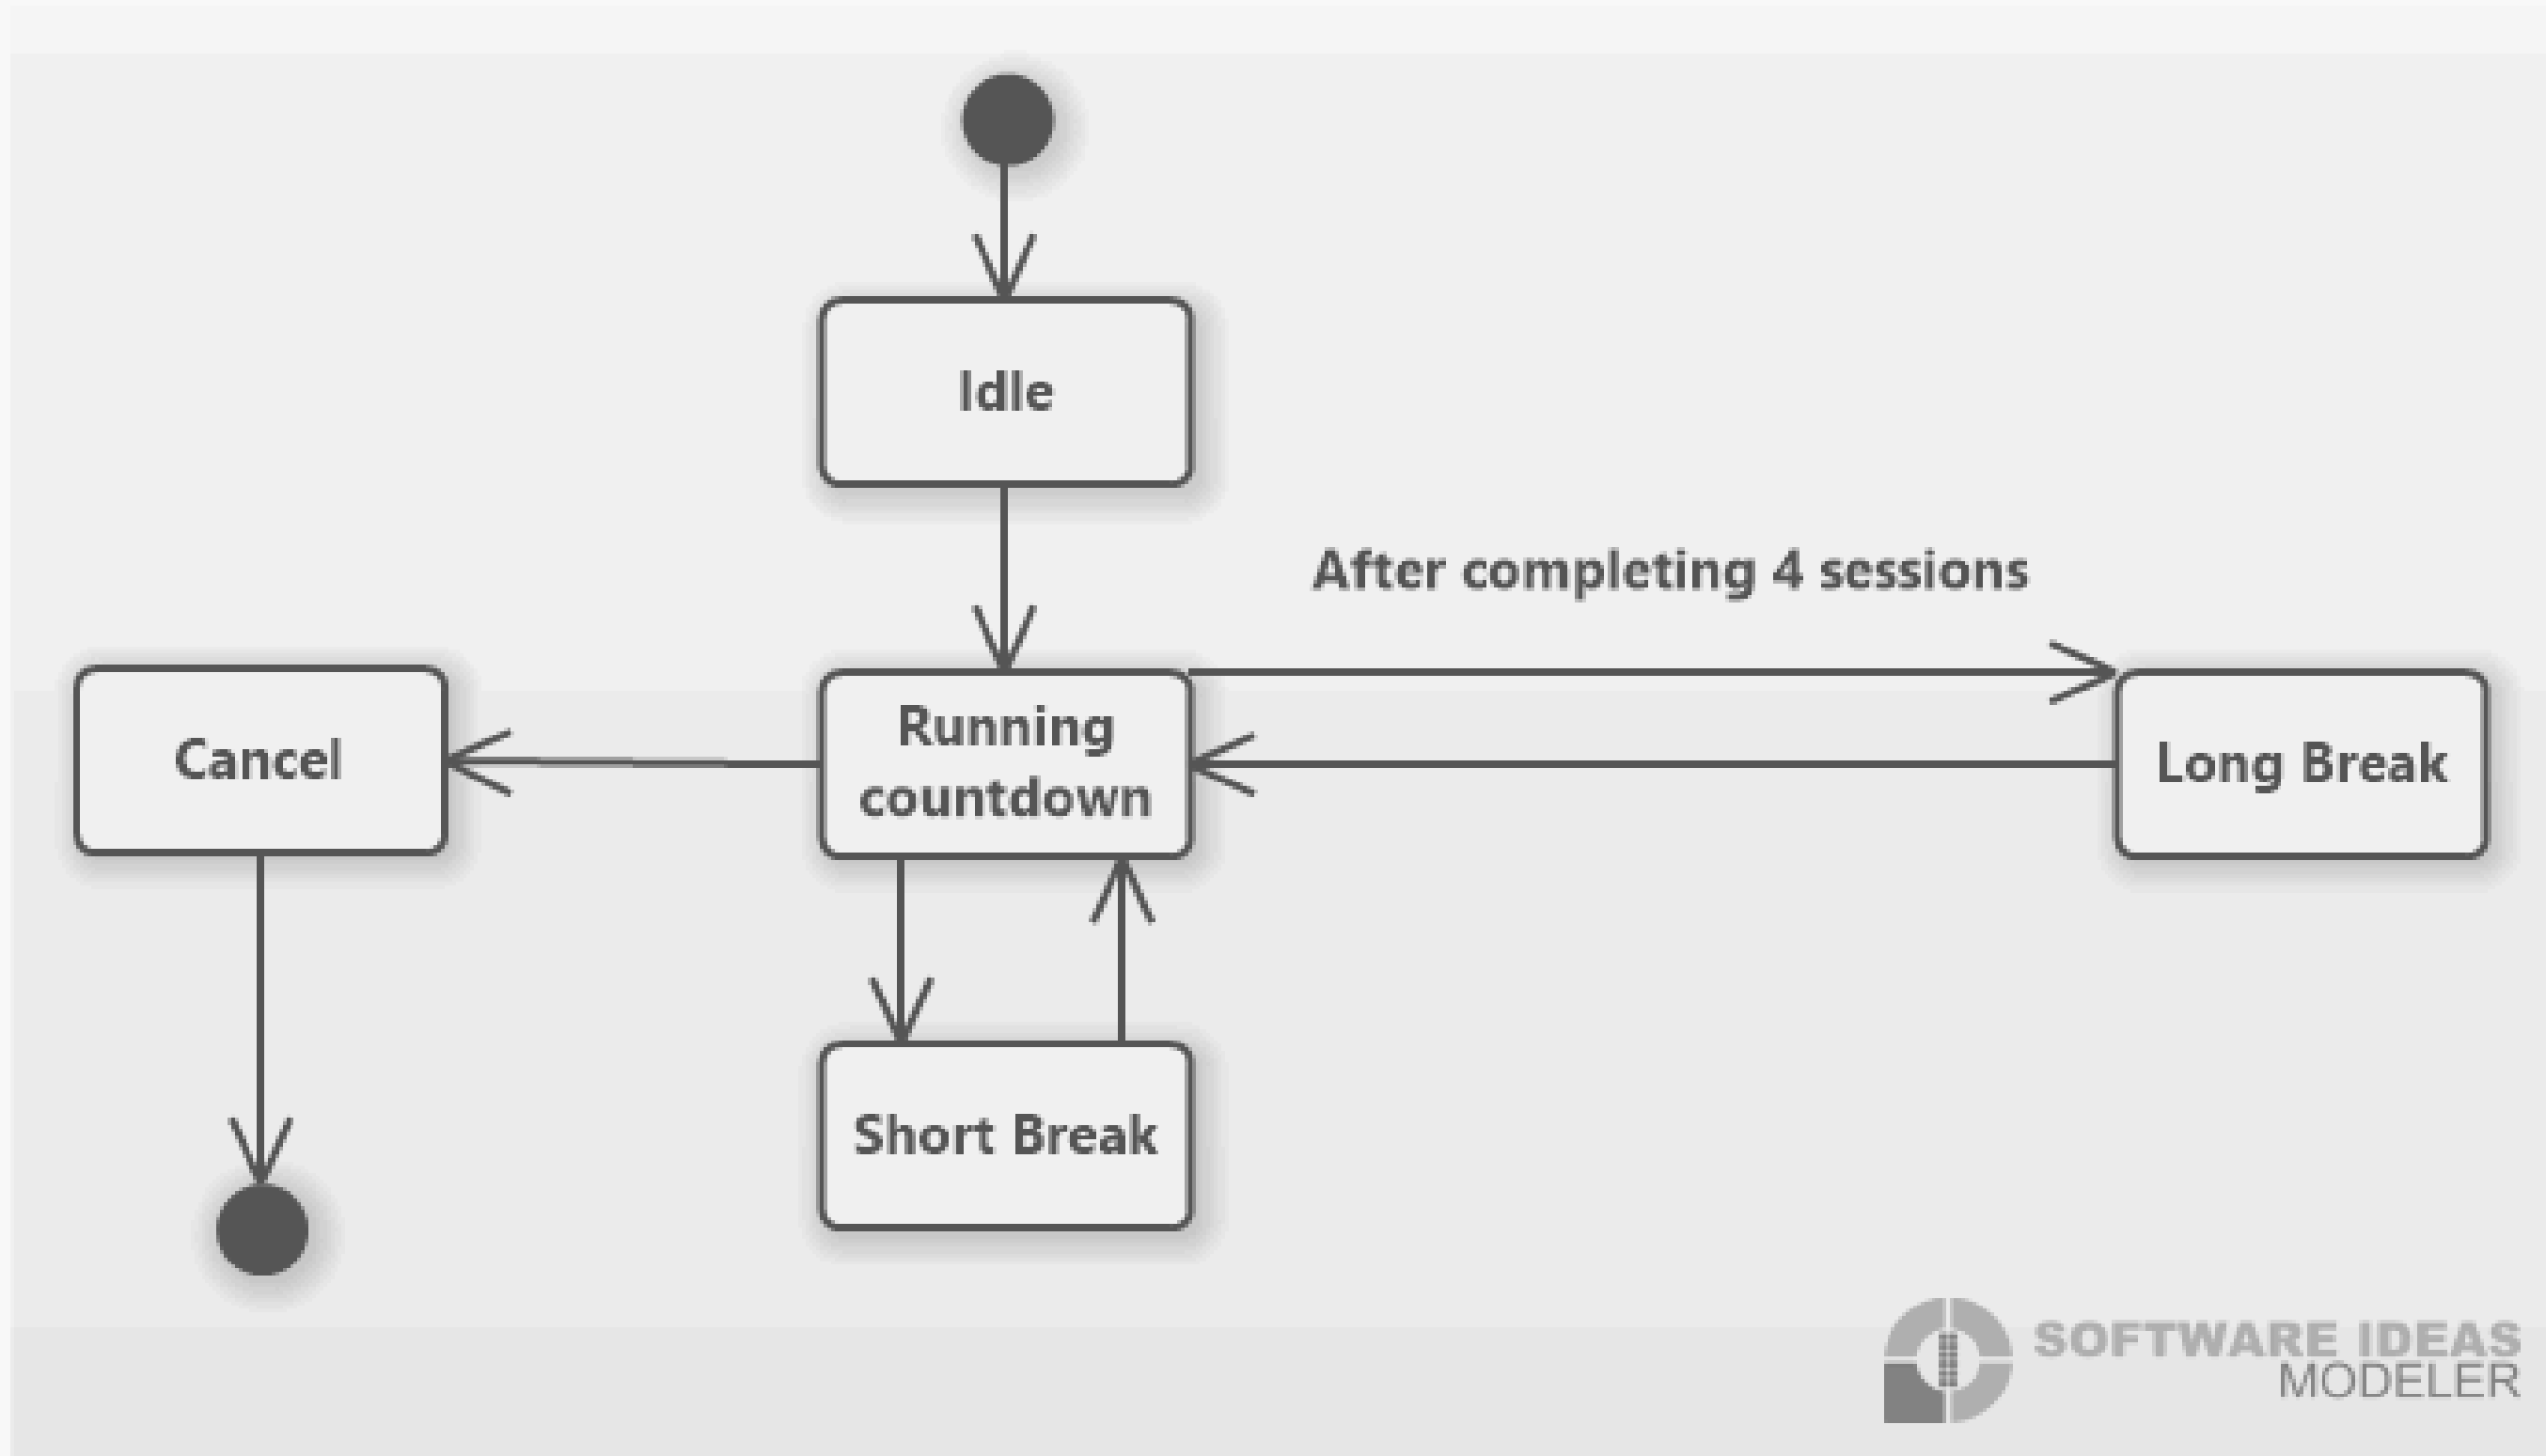 Idle
After completing 4 sessions
Cancel
Running
countdown
Long Break
Short Break
SOFTWARE IDEAS
MODELER